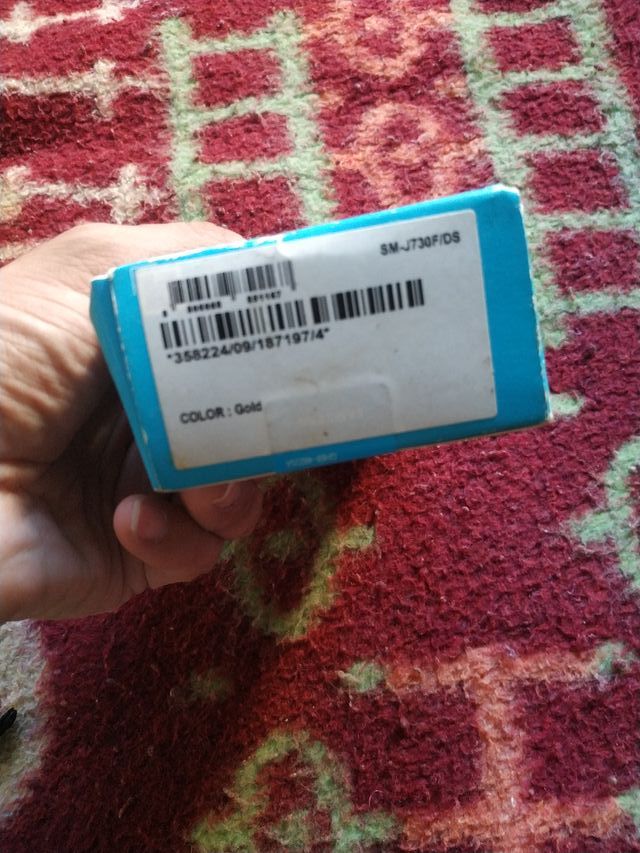 SM-J730F/DS
*358224/09/187197/4*
COLOR : Gold